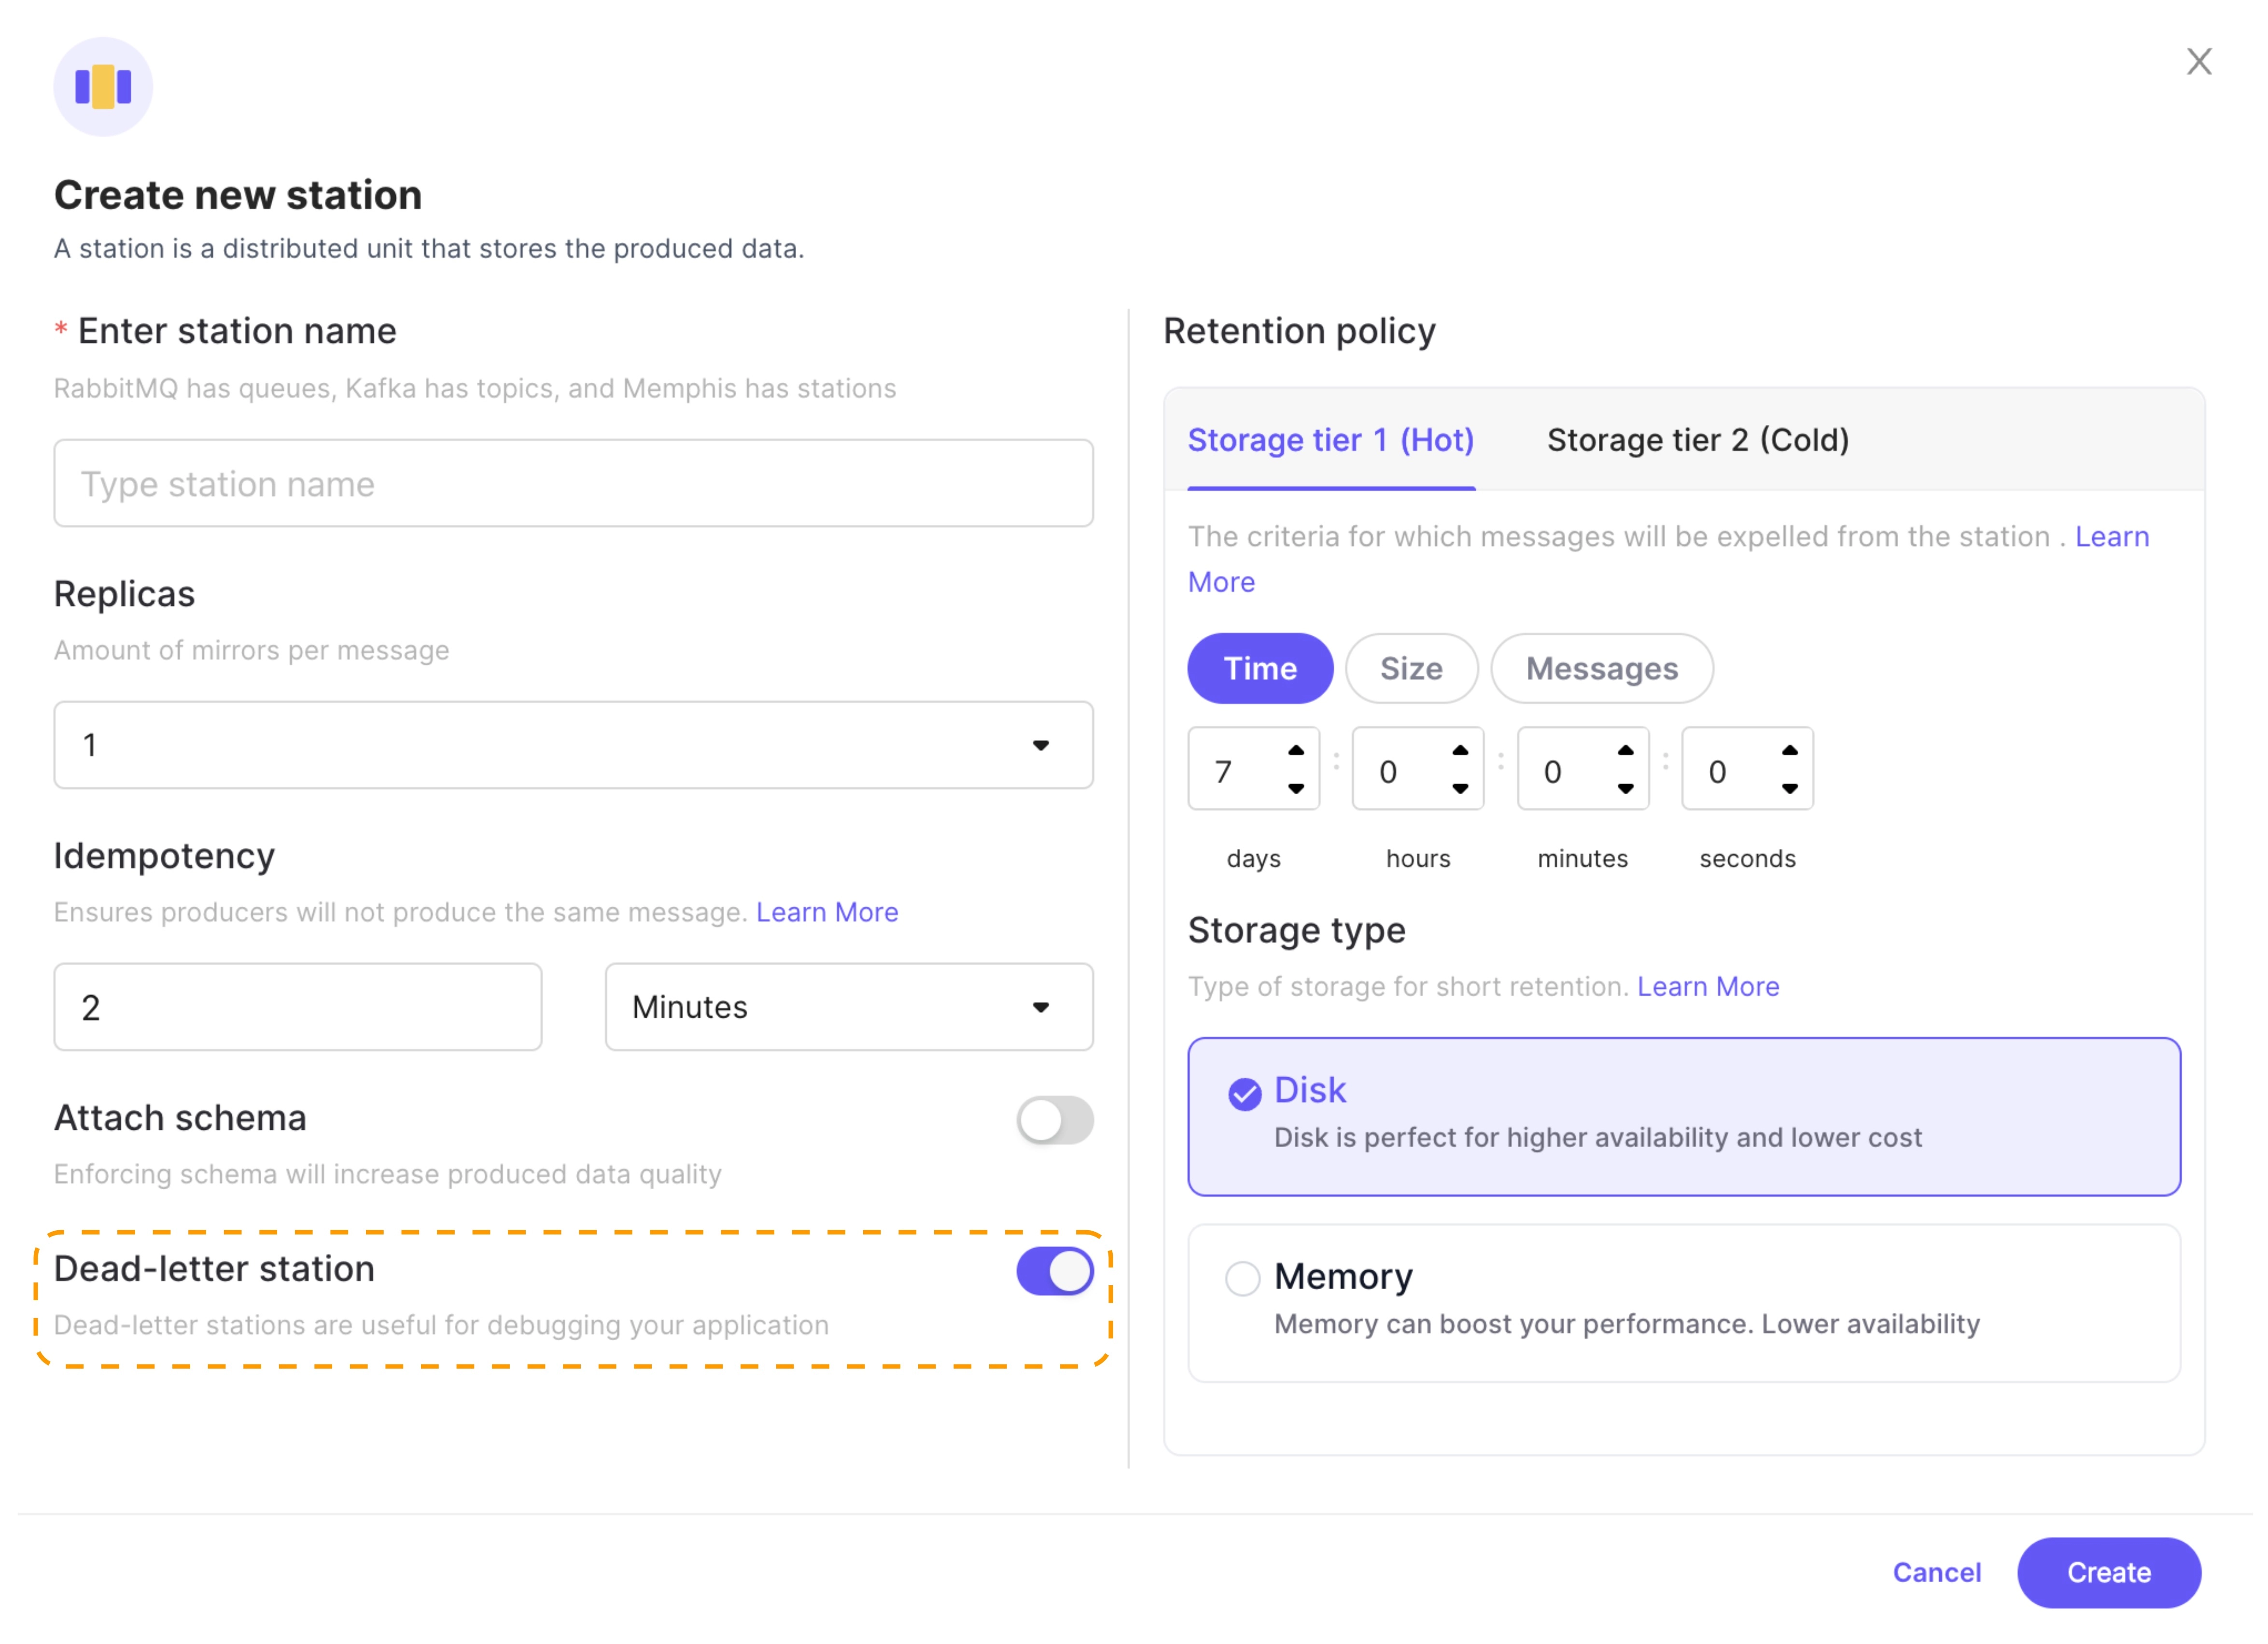 Create new station
A station is a distributed unit that stores the produced data.
* Enter station name
RabbitMQ has queues, Kafka has topics, and Memphis has stations
Type station name
Replicas
Amount of mirrors per message
1
Idempotency
Ensures producers will not produce the same message. Learn More
2
Minutes
Attach schema
Enforcing schema will increase produced data quality
Dead-letter station
Dead-letter stations are useful for debugging your application
Retention policy
Storage tier 1 (Hot)
Storage tier 2 (Cold)
The criteria for which messages will be expelled from the station . Learn
More
Time
Size
Messages
7 : 0 : 0 : 0
days hours minutes seconds
Storage type
Type of storage for short retention. Learn More
Disk
Disk is perfect for higher availability and lower cost
Memory
Memory can boost your performance. Lower availability
Cancel
Create